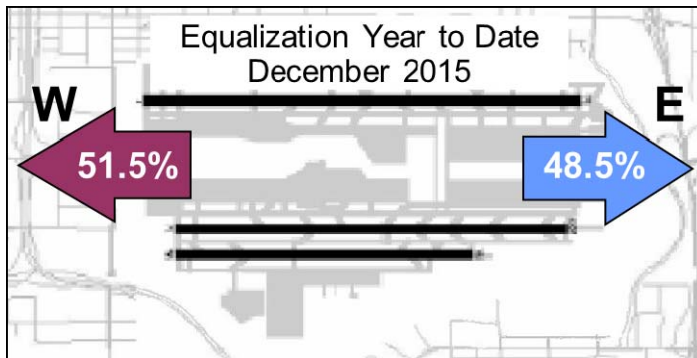 Equalization Year to Date
December 2015
W
E
51.5%
48.5%